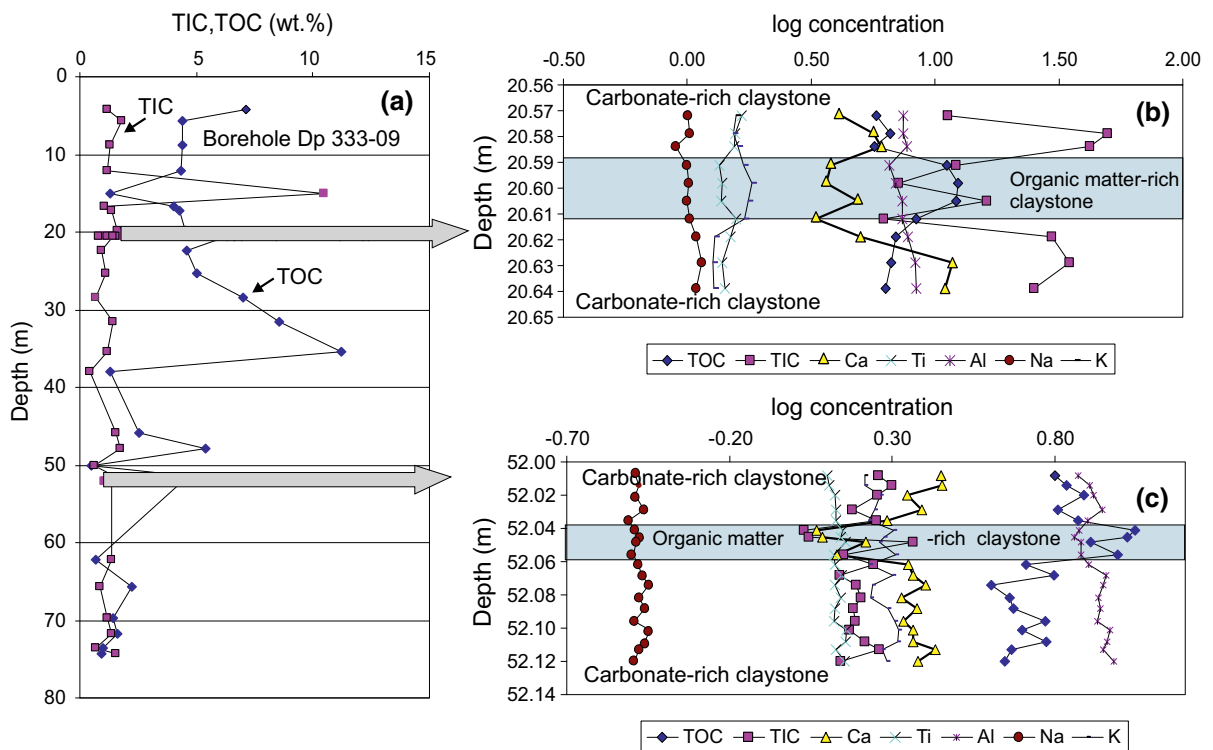 TIC,TOC (wt.%)
0 5 10 15
0
10
20
30
40
50
60
70
80
Depth (m)
(a)
TIC
Borehole Dp 333-09
TOC
log concentration
-0.50 0.00 0.50 1.00 1.50 2.00
20.56
20.57
20.58
20.59
20.60
20.61
20.62
20.63
20.64
20.65
Depth (m)
Carbonate-rich claystone
(b)
Organic matter-rich
claystone
Carbonate-rich claystone
TOC TIC Ca Ti Al Na K
log concentration
-0.70 -0.20 0.30 0.80
52.00
52.02
52.04
52.06
52.08
52.10
52.12
52.14
Depth (m)
Carbonate-rich claystone
(c)
Organic matter -rich claystone
Carbonate-rich claystone
TOC TIC Ca Ti Al Na K